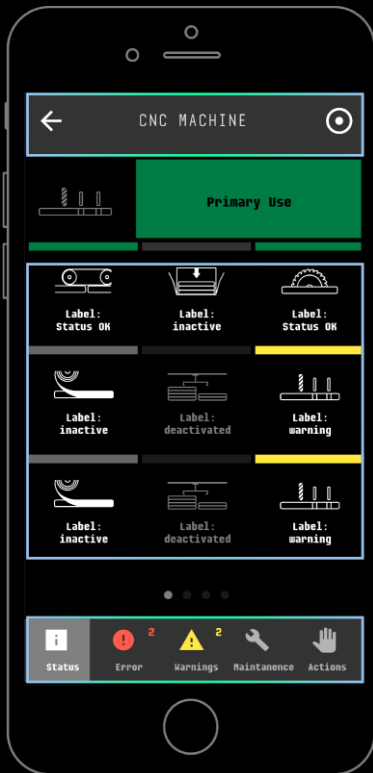 CNC MACHINE
Primary Use
Label: Label: Label:
Status OK inactive Status OK
Label: Label: Label:
inactive deactivated warning
Label: Label: Label:
inactive deactivated warning
2 2
Status Error Warnings Maintanence Actions